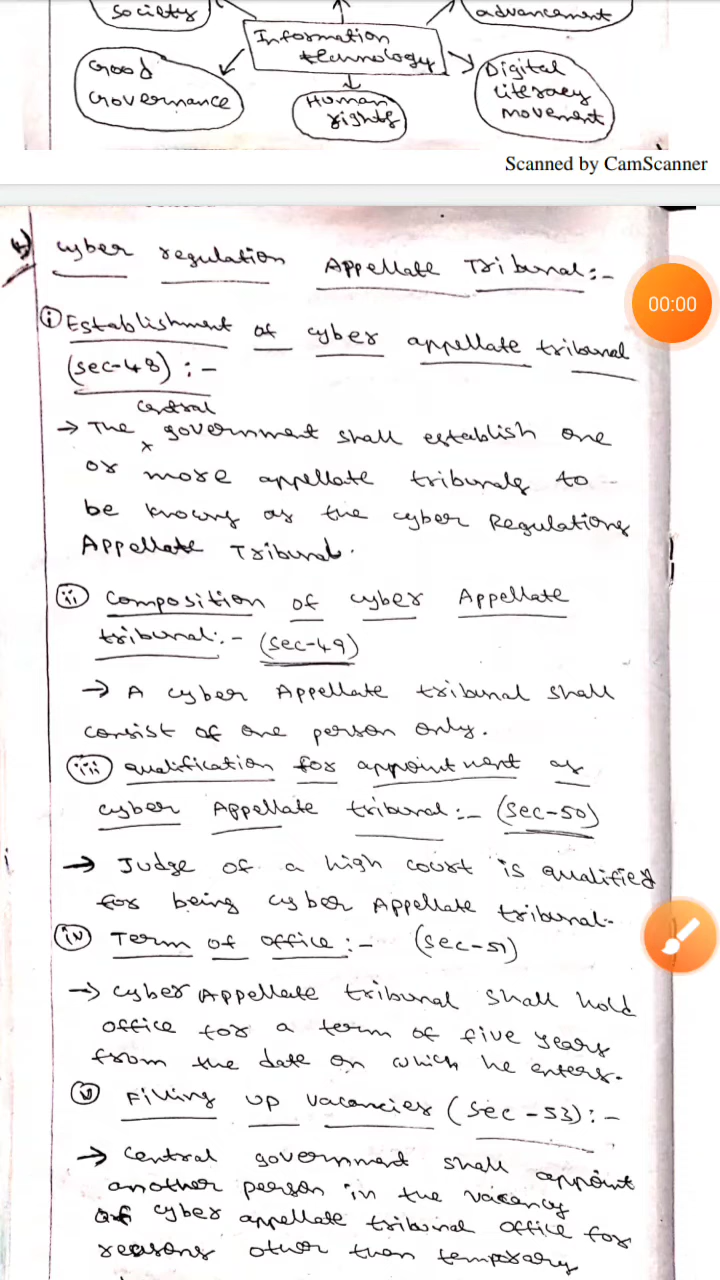 society
advancement
Information
technology
Good
Governance
Human
rights
Digital
Literacy
movement
Scanned by CamScanner
cyber regulation Appellate Tribunal:-
00:00
i Establishment of cyber appellate tribunal
(sec-48) :-
central
→ The x government shall establish one
or more appellate tribunals to
be known as the cyber Regulations
Appellate Tribunal.
ii composition of cyber Appellate
tribunal:- (sec-49)
→ A cyber Appellate tribunal shall
consist of one person only.
iii qualification for appointment as
cyber Appellate tribunal:- (sec-50)
→ Judge of a high court is qualified
for being cyber Appellate tribunal.
iv Term of office :- (sec-51)
→ cyber Appellate tribunal shall hold
office for a term of five years
from the date on which he enters.
v Filling up vacancies (sec-53) :-
→ central government shall appoint
another person in the vacancy
of cyber appellate tribunal office for
reasons other than temporary